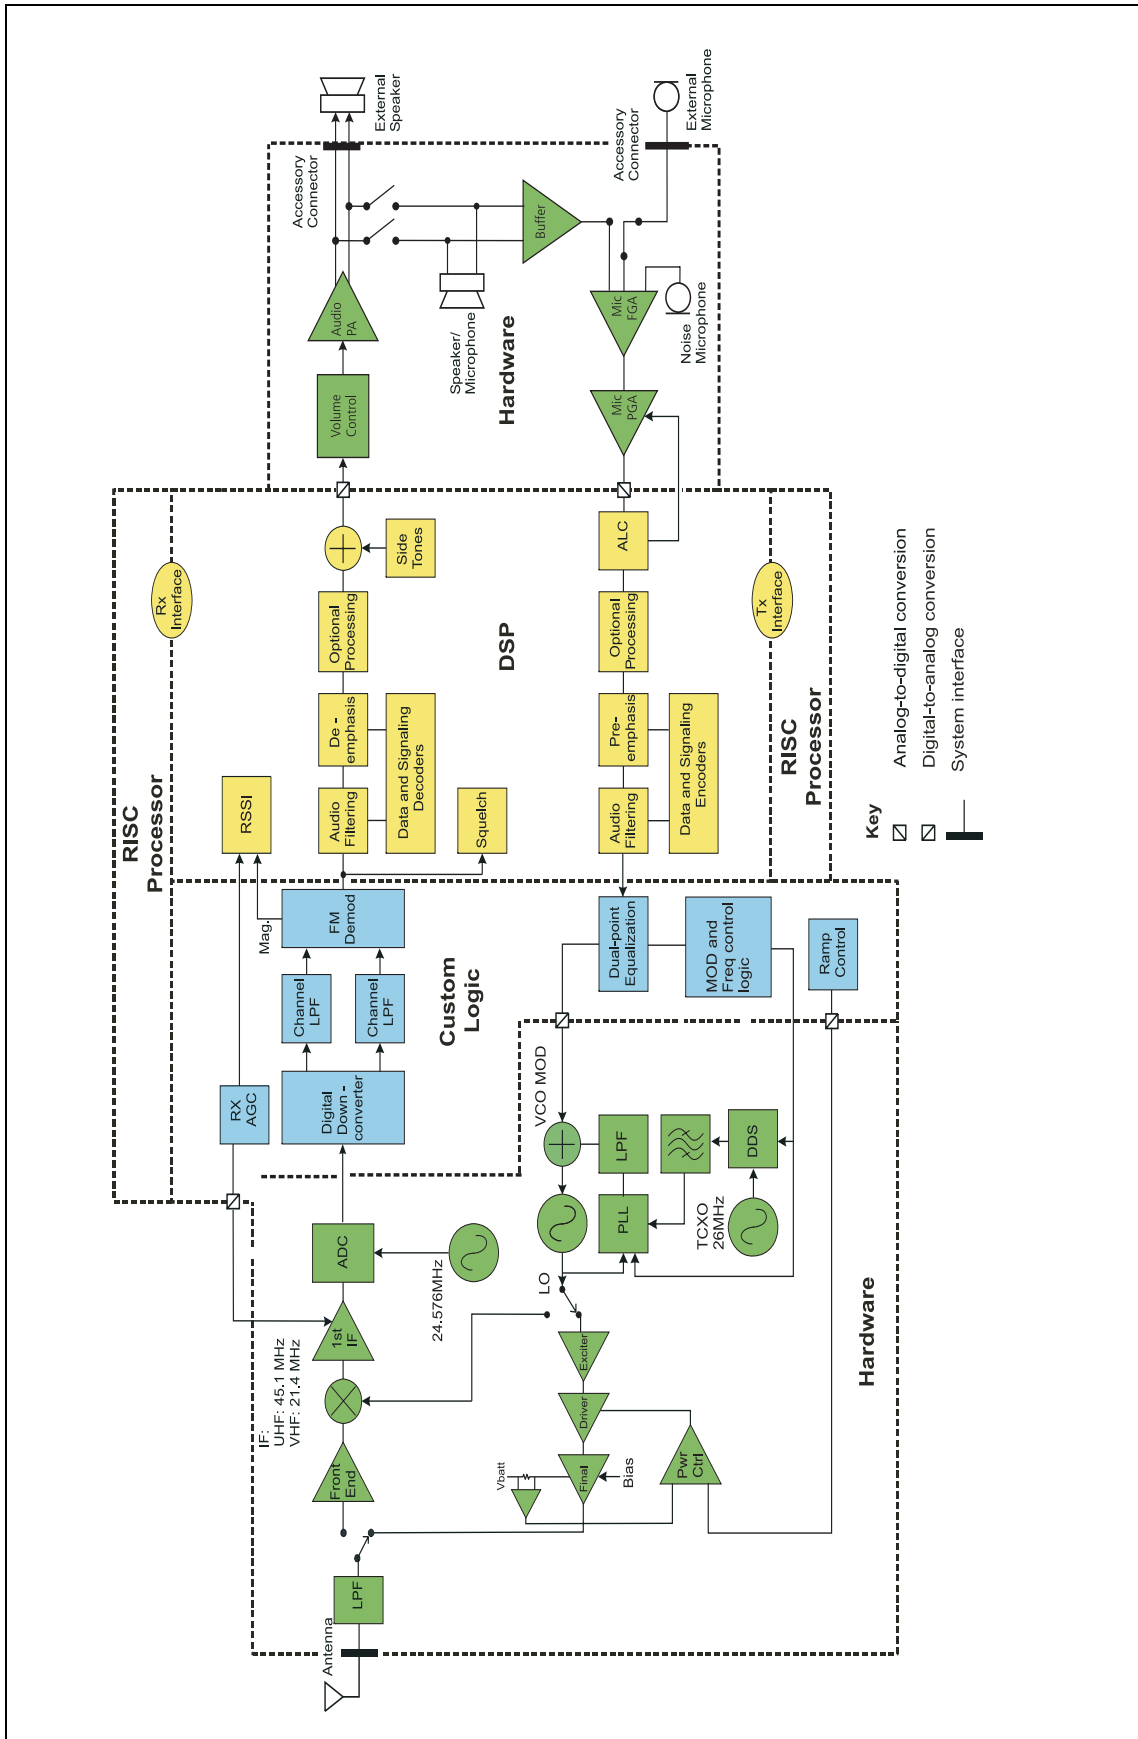 Antenna
LPF
Front
End
IF:
UHF: 45.1 MHz
VHF: 21.4 MHz
1st
IF
ADC
24.576MHz
RX
AGC
Digital
Down -
converter
Channel
LPF
Channel
LPF
FM
Demod
Mag.
Custom
Logic
RISC
Processor
RSSI
Audio
Filtering
De -
emphasis
Data and Signaling
Decoders
Squelch
Optional
Processing
Side
Tones
Rx
Interface
DSP
Volume
Control
Audio
PA
Accessory
Connector
External
Speaker
Speaker/
Microphone
Hardware
Buffer
Accessory
Connector
External
Microphone
Noise
Microphone
Mic
FGA
Mic
PGA
ALC
Optional
Processing
Pre-
emphasis
Audio
Filtering
Data and Signaling
Encoders
Tx
Interface
RISC
Processor
Dual-point
Equalization
MOD and
Freq control
logic
Ramp
Control
VCO MOD
LPF
PLL
DDS
TCXO
26MHz
LO
Exciter
Driver
Final
Vbatt
Bias
Pwr
Ctrl
Hardware
Key
Analog-to-digital conversion
Digital-to-analog conversion
System interface